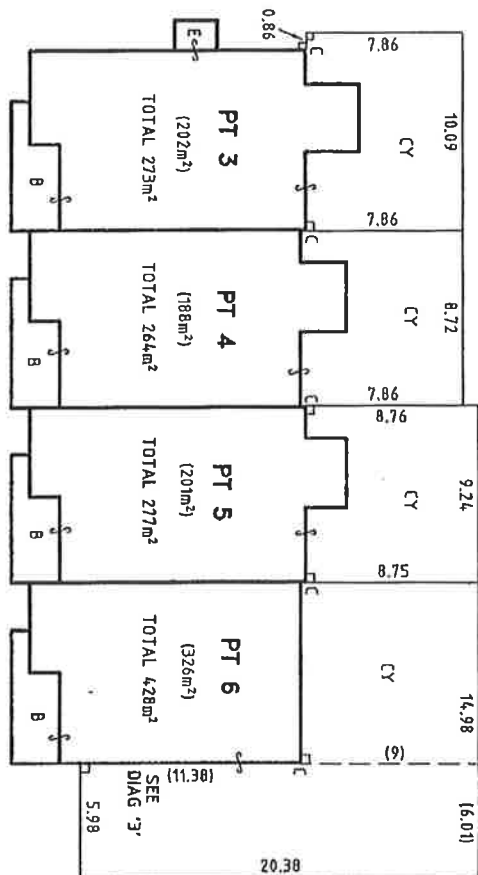 0.86
7.86
CY
10.09
7.86
C
E
PT 3
(202m²)
TOTAL 273m²
B
C
CY
8.72
7.86
C
PT 4
(188m²)
TOTAL 264m²
B
8.76
C
CY
9.24
8.75
C
PT 5
(201m²)
TOTAL 277m²
B
CY
14.98
(9)
C
PT 6
(326m²)
TOTAL 428m²
B
(6.01)
(11.38)
SEE
DIAG '3'
5.98
20.38